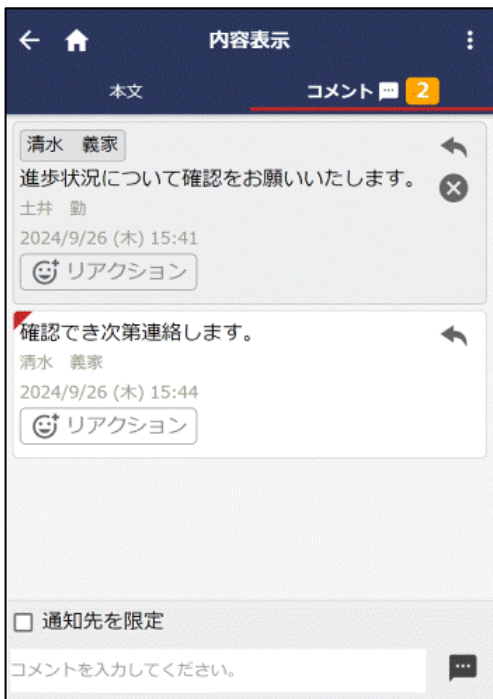 内容表示
本文
コメント 2
清水 義家
進歩状況について確認をお願いいたします。
土井 勤
2024/9/26 (木) 15:41
リアクション
確認でき次第連絡します。
清水 義家
2024/9/26 (木) 15:44
リアクション
通知先を限定
コメントを入力してください。